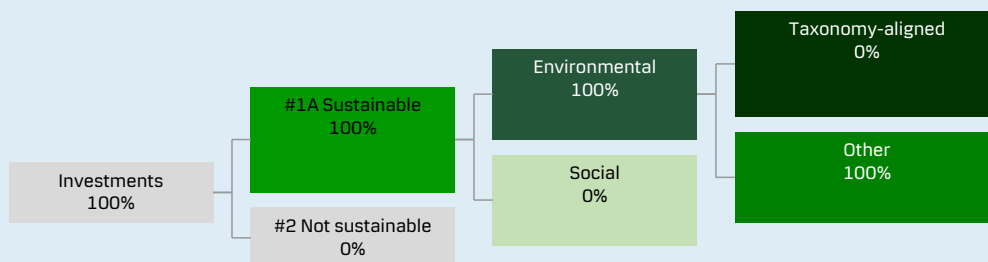 Investments
100%
#1A Sustainable
100%
#2 Not sustainable
0%
Environmental
100%
Social
0%
Taxonomy-aligned
0%
Other
100%